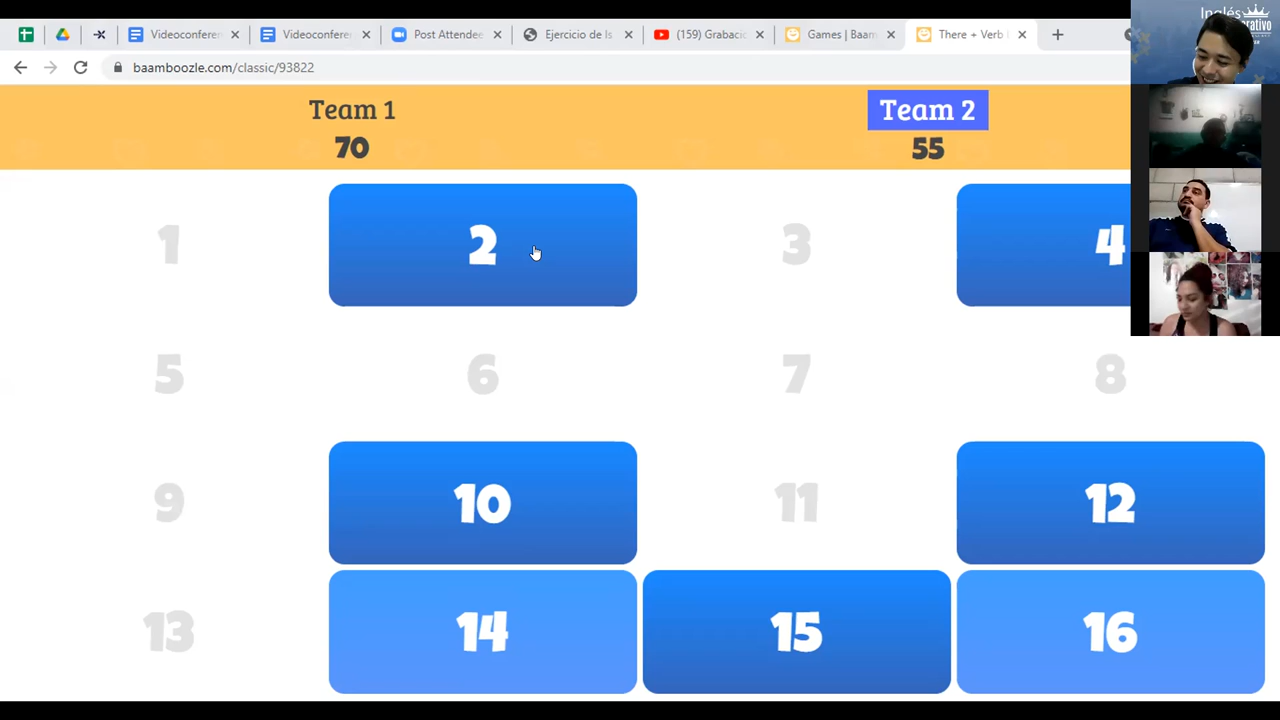 Videoconferen
Videoconferen
Post Attendee
Ejercicio de Is
(159) Grabació
Games | Baam
There + Verb
baamboozle.com/classic/93822
Inglés
Team 1
70
Team 2
55
1
2
3
4
5
6
7
8
9
10
11
12
13
14
15
16